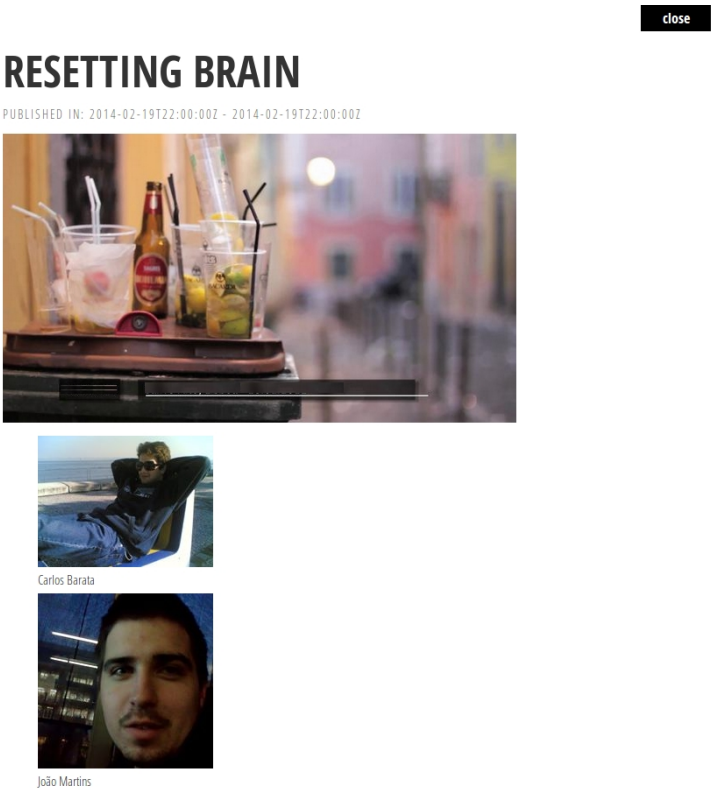 close
RESETTING BRAIN
PUBLISHED IN: 2014-02-19T22:00:00Z - 2014-02-19T22:00:00Z
Carlos Barata
João Martins